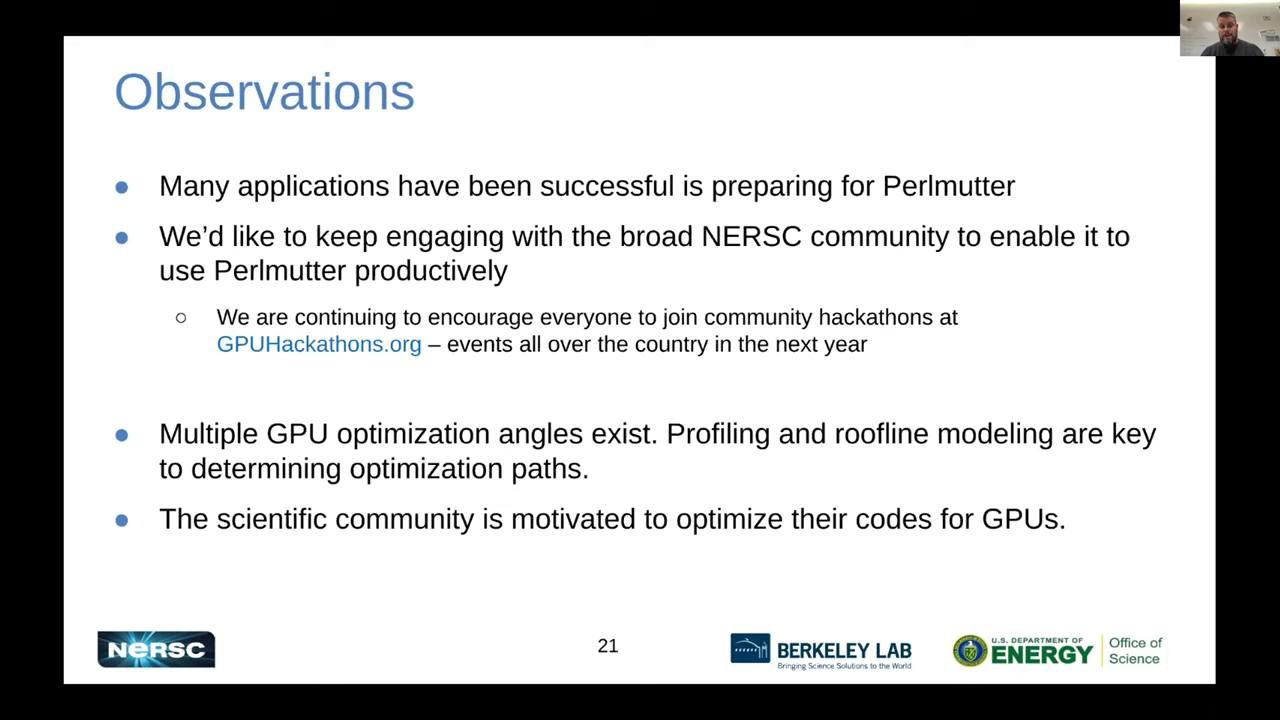 Observations
● Many applications have been successful is preparing for Perlmutter
● We'd like to keep engaging with the broad NERSC community to enable it to
use Perlmutter productively
○ We are continuing to encourage everyone to join community hackathons at
GPUHackathons.org – events all over the country in the next year
● Multiple GPU optimization angles exist. Profiling and roofline modeling are key
to determining optimization paths.
● The scientific community is motivated to optimize their codes for GPUs.
NERSC
21
BERKELEY LAB
Bringing Science Solutions to the World
U.S. DEPARTMENT OF
ENERGY
Office of
Science